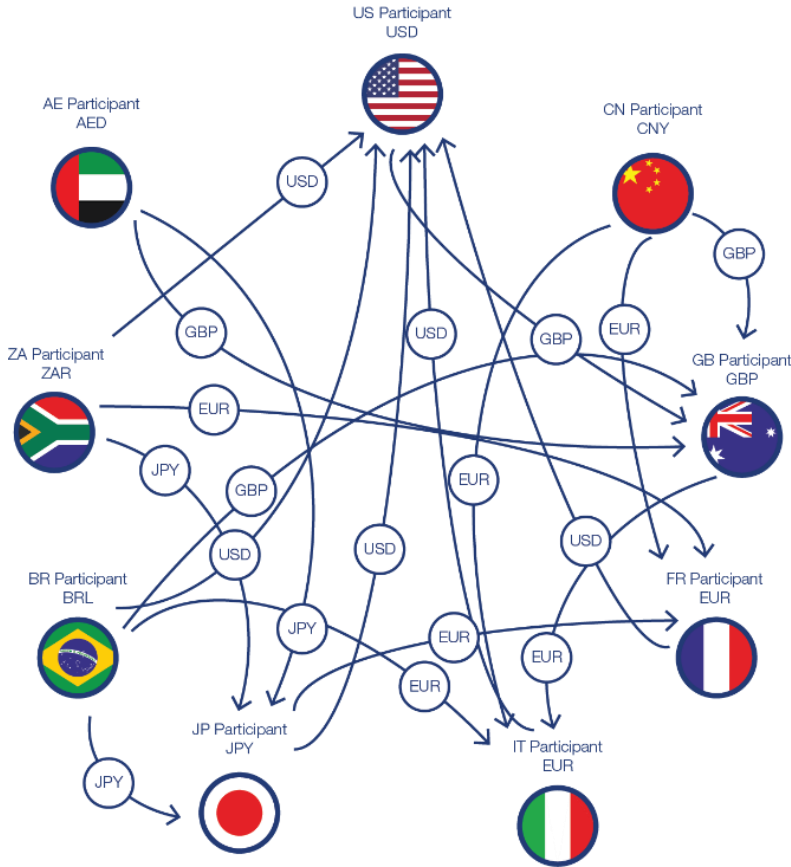 US Participant
USD
AE Participant
AED
CN Participant
CNY
USD
GBP
GBP
USD
GBP
EUR
ZA Participant
ZAR
GB Participant
GBP
EUR
JPY
EUR
GBP
USD
USD
USD
BR Participant
BRL
FR Participant
EUR
JPY
EUR
EUR
EUR
JP Participant
JPY
IT Participant
EUR
JPY